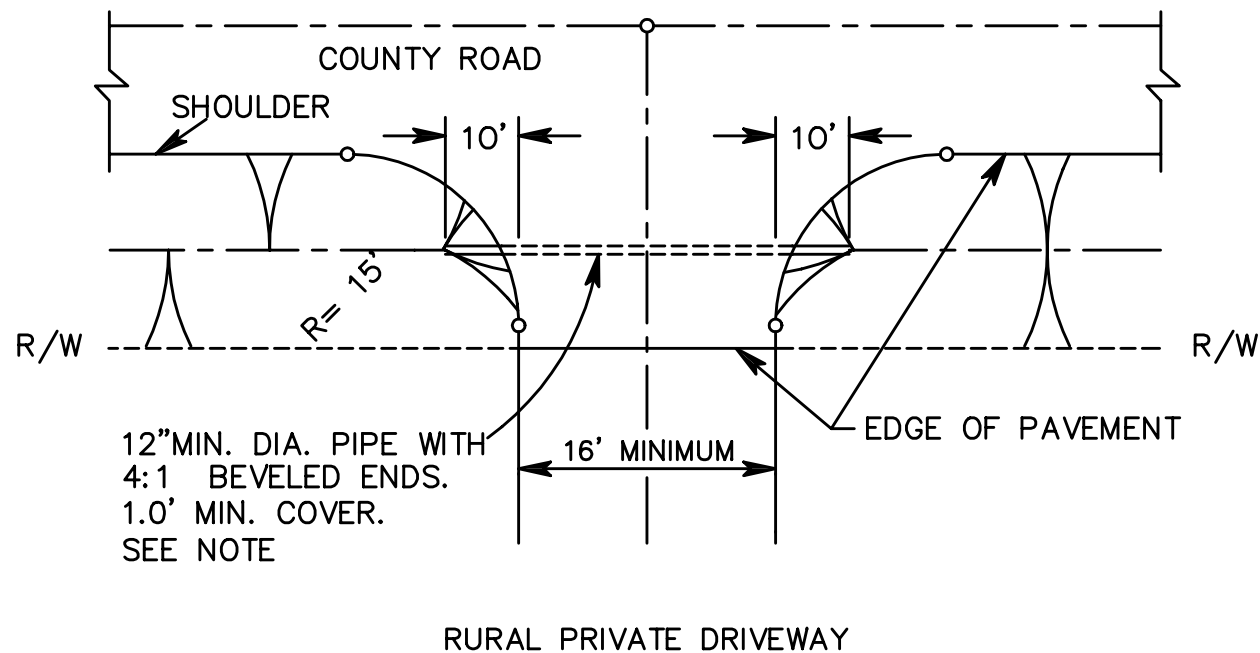 COUNTY ROAD
SHOULDER
10'
10'
R= 15'
R/W
R/W
12"MIN. DIA. PIPE WITH
4:1 BEVELED ENDS.
1.0' MIN. COVER.
SEE NOTE
16' MINIMUM
EDGE OF PAVEMENT
RURAL PRIVATE DRIVEWAY